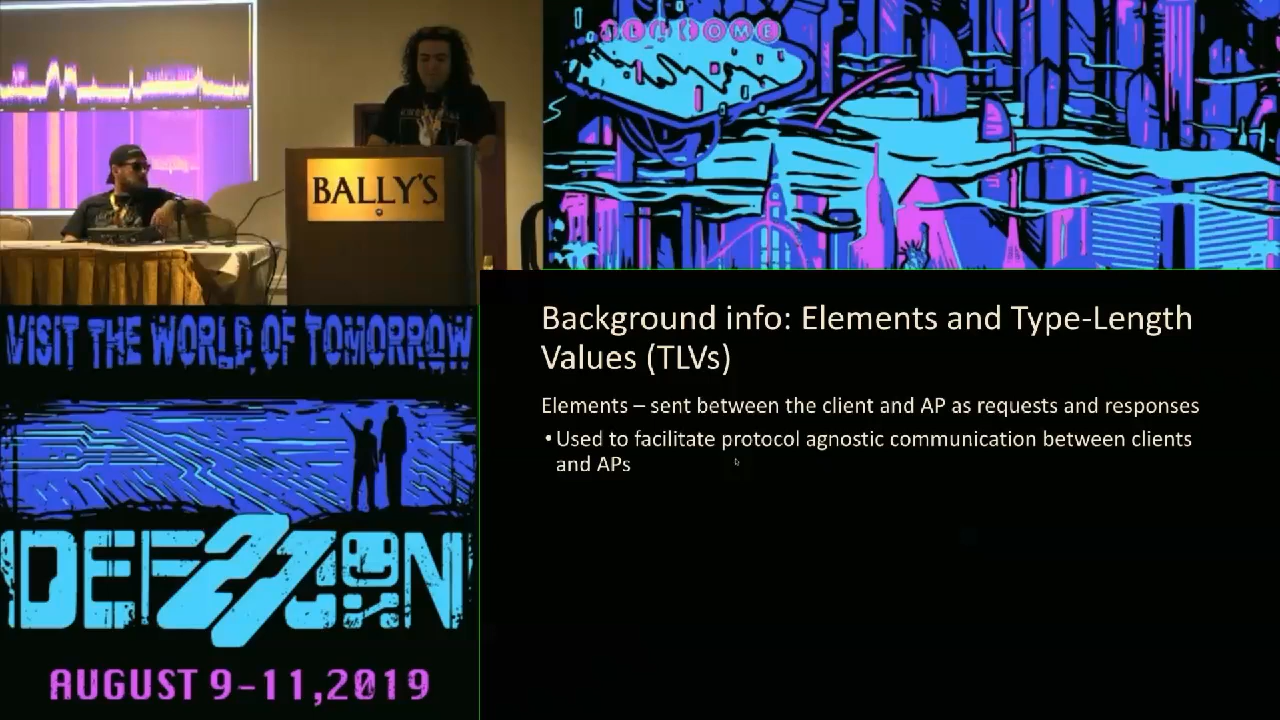 WELCOME
BALLY'S
VISIT THE WORLD OF TOMORROW
DEF27CON
AUGUST 9-11,2019
Background info: Elements and Type-Length
Values (TLVs)
Elements – sent between the client and AP as requests and responses
•Used to facilitate protocol agnostic communication between clients
and APs